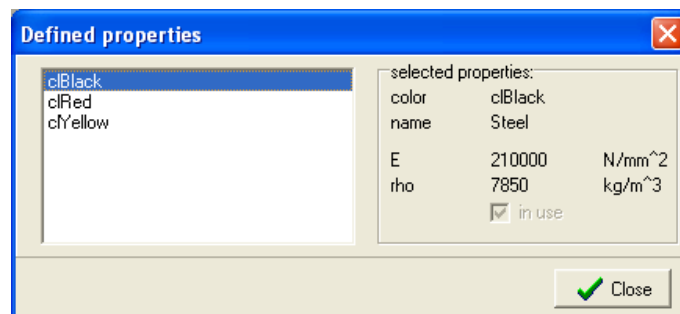 Defined properties
clBlack
clRed
clYellow
selected properties:
color clBlack
name Steel
E 210000 N/mm^2
rho 7850 kg/m^3
in use
Close